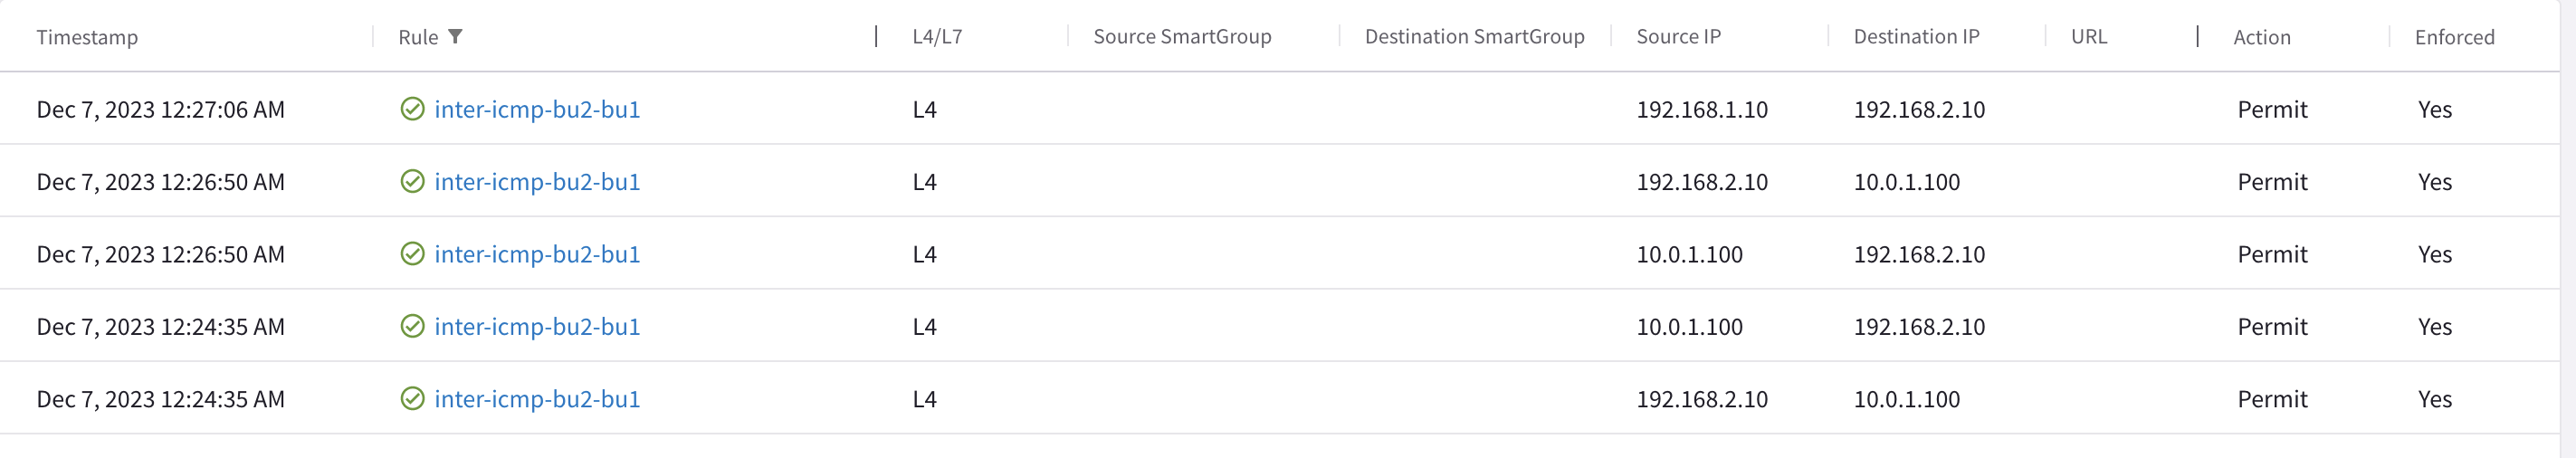 Timestamp Rule L4/L7 Source SmartGroup Destination SmartGroup Source IP Destination IP URL Action Enforced
Dec 7, 2023 12:27:06 AM inter-icmp-bu2-bu1 L4 192.168.1.10 192.168.2.10 Permit Yes
Dec 7, 2023 12:26:50 AM inter-icmp-bu2-bu1 L4 192.168.2.10 10.0.1.100 Permit Yes
Dec 7, 2023 12:26:50 AM inter-icmp-bu2-bu1 L4 10.0.1.100 192.168.2.10 Permit Yes
Dec 7, 2023 12:24:35 AM inter-icmp-bu2-bu1 L4 10.0.1.100 192.168.2.10 Permit Yes
Dec 7, 2023 12:24:35 AM inter-icmp-bu2-bu1 L4 192.168.2.10 10.0.1.100 Permit Yes